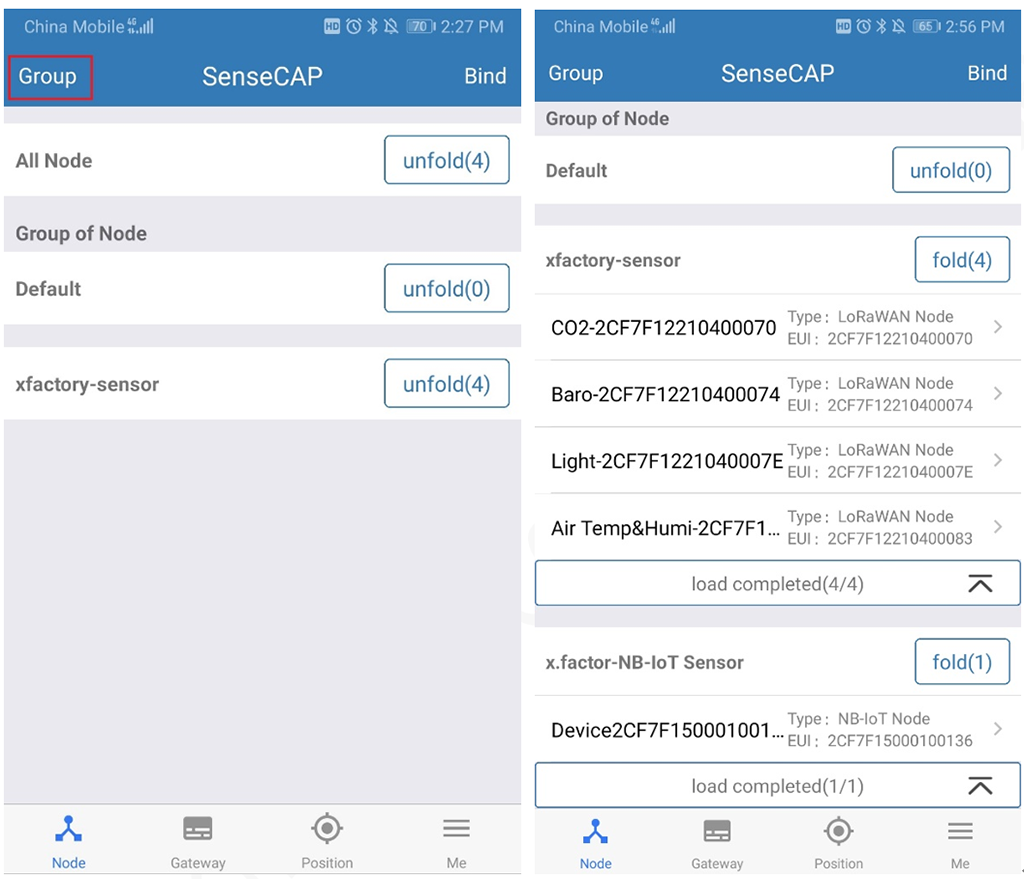 China Mobile 4G HD 70 2:27 PM
Group SenseCAP Bind
All Node unfold(4)
Group of Node
Default unfold(0)
xfactory-sensor unfold(4)
Node Gateway Position Me
China Mobile 4G HD 65 2:56 PM
Group SenseCAP Bind
Group of Node
Default unfold(0)
xfactory-sensor fold(4)
CO2-2CF7F12210400070 Type : LoRaWAN Node
EUI : 2CF7F12210400070
Baro-2CF7F12210400074 Type : LoRaWAN Node
EUI : 2CF7F12210400074
Light-2CF7F1221040007E Type : LoRaWAN Node
EUI : 2CF7F1221040007E
Air Temp&Humi-2CF7F1... Type : LoRaWAN Node
EUI : 2CF7F12210400083
load completed(4/4)
x.factor-NB-IoT Sensor fold(1)
Device2CF7F150001001... Type : NB-IoT Node
EUI : 2CF7F15000100136
load completed(1/1)
Node Gateway Position Me